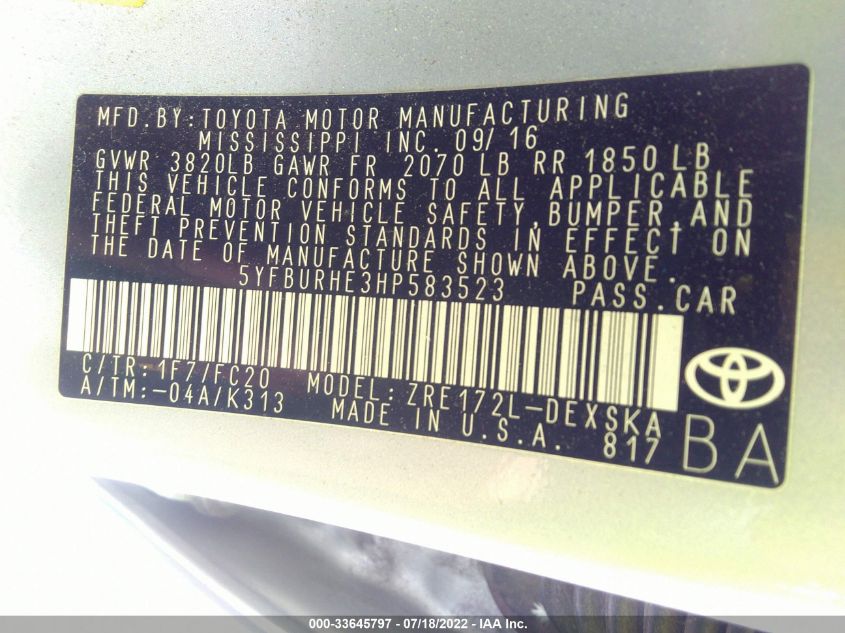 MFD.BY:TOYOTA MOTOR MANUFACTURING
MISSISSIPPI INC. 09/16
GVWR 3820LB GAWR FR 2070 LB RR 1850 LB
THIS VEHICLE CONFORMS TO ALL APPLICABLE
FEDERAL MOTOR VEHICLE SAFETY,BUMPER,AND
THEFT PREVENTION STANDARDS IN EFFECT ON
THE DATE OF MANUFACTURE SHOWN ABOVE.
5YFBURHE3HP583523 PASS.CAR
C/TR:1F7/FC20 MODEL:ZRE172L-DEXSKA
A/TM:-04A/K313 MADE IN U.S.A. 817
BA
000-33645797 - 07/18/2022 - IAA Inc.